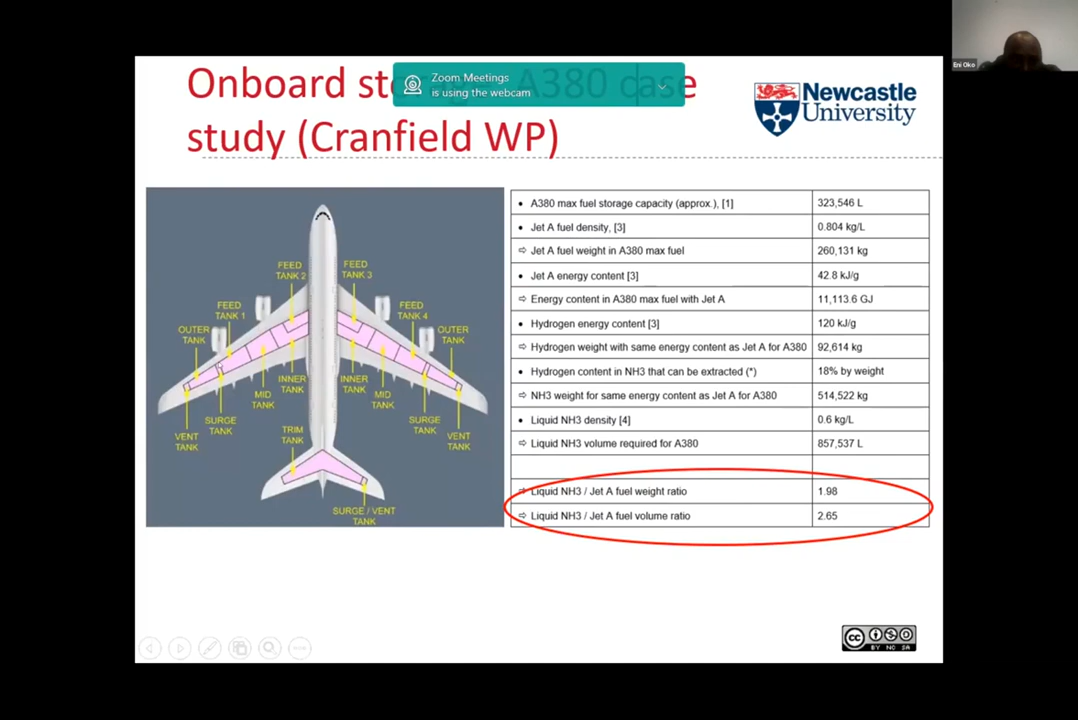 Onboard st A380 case
study (Cranfield WP)
Zoom Meetings
is using the webcam
Newcastle
University
Eni Oko
FEED
TANK 2
FEED
TANK 3
FEED
TANK 1
FEED
TANK 4
OUTER
TANK
OUTER
TANK
INNER
TANK
INNER
TANK
MID
TANK
MID
TANK
SURGE
TANK
SURGE
TANK
VENT
TANK
VENT
TANK
TRIM
TANK
SURGE / VENT
TANK
• A380 max fuel storage capacity (approx.), [1] 323,546 L
• Jet A fuel density, [3] 0.804 kg/L
⇨ Jet A fuel weight in A380 max fuel 260,131 kg
• Jet A energy content [3] 42.8 kJ/g
⇨ Energy content in A380 max fuel with Jet A 11,113.6 GJ
• Hydrogen energy content [3] 120 kJ/g
⇨ Hydrogen weight with same energy content as Jet A for A380 92,614 kg
• Hydrogen content in NH3 that can be extracted (*) 18% by weight
⇨ NH3 weight for same energy content as Jet A for A380 514,522 kg
• Liquid NH3 density [4] 0.6 kg/L
⇨ Liquid NH3 volume required for A380 857,537 L
⇨ Liquid NH3 / Jet A fuel weight ratio 1.98
⇨ Liquid NH3 / Jet A fuel volume ratio 2.65
cc
BY NC SA